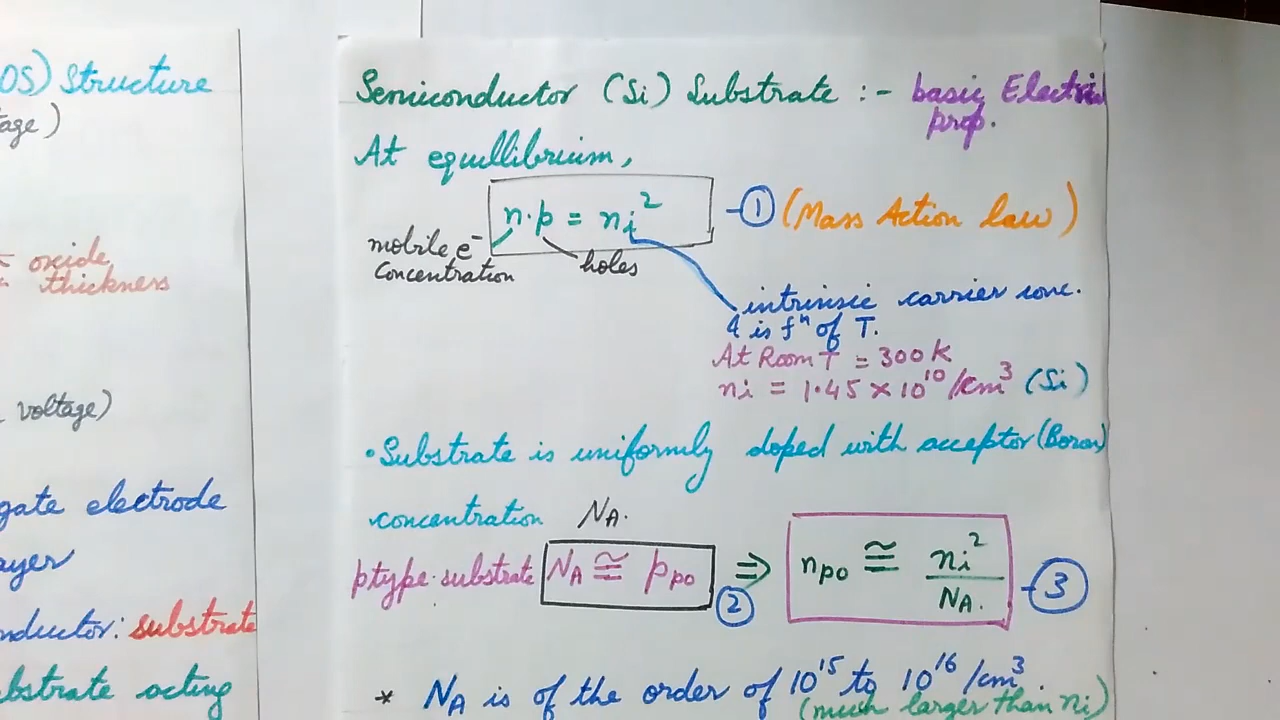 OS) Structure
age)
oxide
thickness
voltage)
gate electrode
ayer
nductor: substrate
bstrate acting
Semiconductor (Si) Substrate :- basic Electrical
prop.
At equillibrium,
n.p = ni² - 1 (Mass Action law)
mobile e⁻ concentration
holes
intrinsic carrier conc.
& is fⁿ of T.
At Room T = 300 K
ni = 1.45 × 10¹⁰ /cm³ (Si)
• Substrate is uniformly doped with acceptor (Boron)
concentration NA.
ptype substrate NA ≅ ppo 2 ⇒ npo ≅ ni²/NA. - 3
* NA is of the order of 10¹⁵ to 10¹⁶ /cm³.
(much larger than ni)